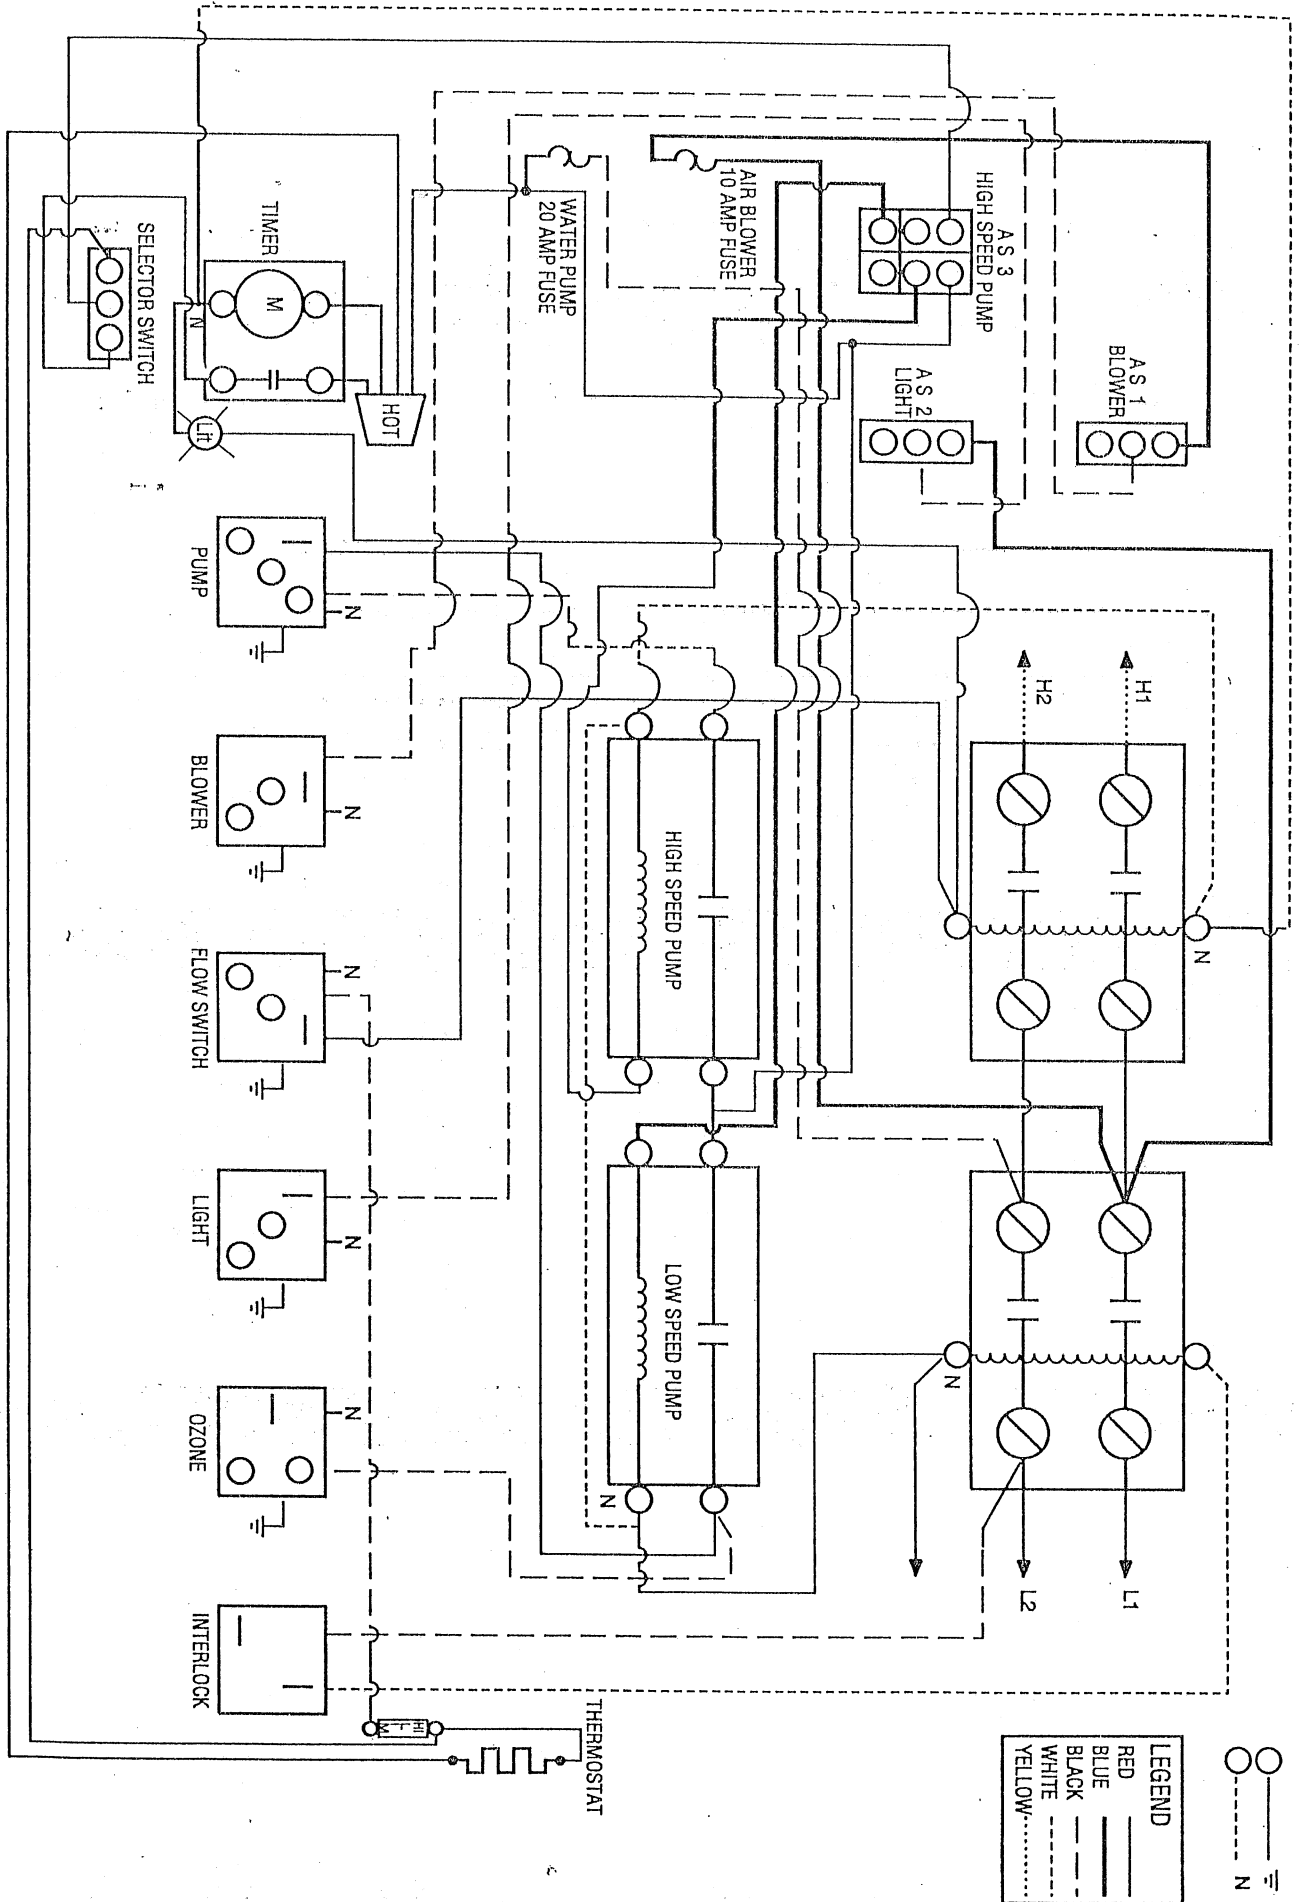 A S 1
BLOWER
A S 2
LIGHT
A S 3
HIGH SPEED PUMP
AIR BLOWER
10 AMP FUSE
WATER PUMP
20 AMP FUSE
TIMER
M
N
SELECTOR SWITCH
HOT
Lit
H1
H2
N
N
L1
L2
HIGH SPEED PUMP
LOW SPEED PUMP
N
PUMP
N
BLOWER
N
FLOW SWITCH
N
LIGHT
N
OZONE
N
INTERLOCK
THERMOSTAT
HI
LIM
LEGEND
RED
BLUE
BLACK
WHITE
YELLOW
N